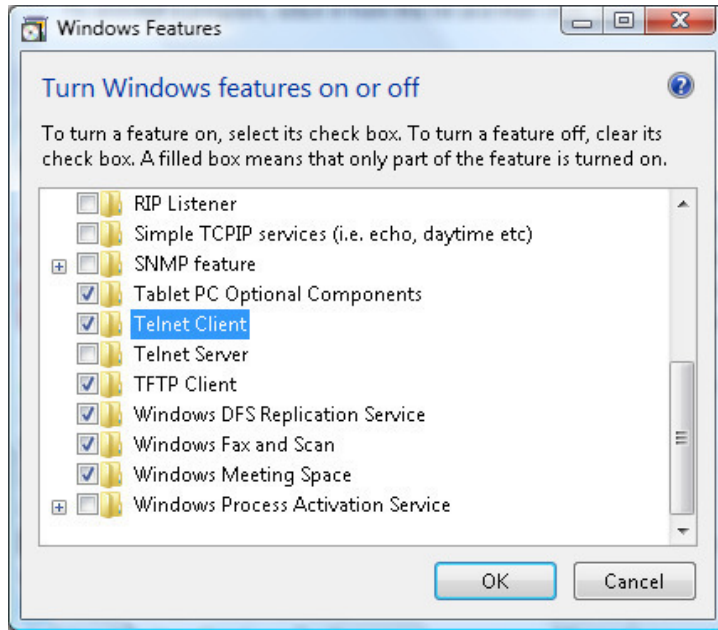 Windows Features
Turn Windows features on or off
To turn a feature on, select its check box. To turn a feature off, clear its
check box. A filled box means that only part of the feature is turned on.
RIP Listener
Simple TCPIP services (i.e. echo, daytime etc)
SNMP feature
Tablet PC Optional Components
Telnet Client
Telnet Server
TFTP Client
Windows DFS Replication Service
Windows Fax and Scan
Windows Meeting Space
Windows Process Activation Service
OK Cancel